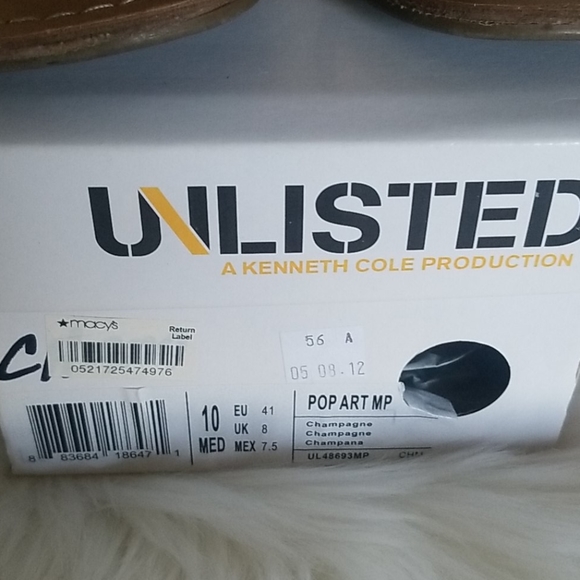 UNLISTED
A KENNETH COLE PRODUCTION
★macy's
Return
Label
0521725474976
56 A
05 08.12
8 83684 18647 1
10 EU 41
UK 8
MED MEX 7.5
POP ART MP
Champagne
Champagne
Champana
UL48693MP